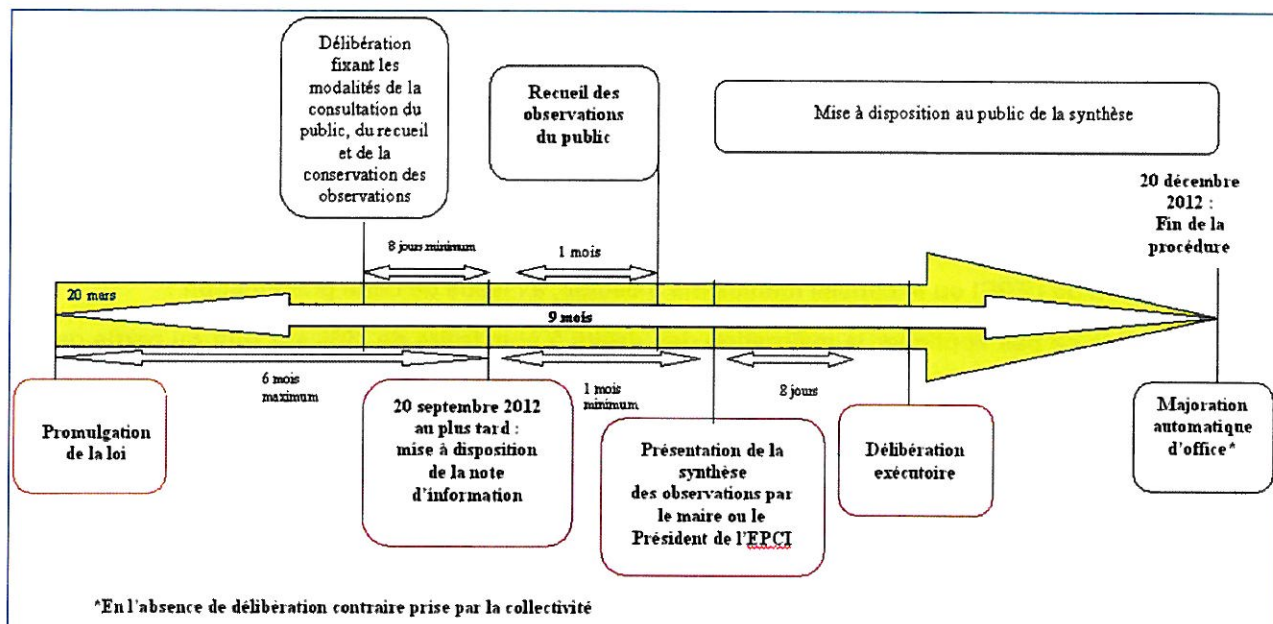 Délibération
fixant les
modalités de la
consultation du
public, du recueil
et de la
conservation des
observations
Recueil des
observations
du public
Mise à disposition au public de la synthèse
20 décembre
2012 :
Fin de la
procédure
8 jours minimum
1 mois
20 mars
9 mois
6 mois
maximum
1 mois
minimum
8 jours
Promulgation
de la loi
20 septembre 2012
au plus tard :
mise à disposition
de la note
d'information
Présentation de la
synthèse
des observations par
le maire ou le
Président de l'EPCI
Délibération
exécutoire
Majoration
automatique
d'office*
*En l'absence de délibération contraire prise par la collectivité